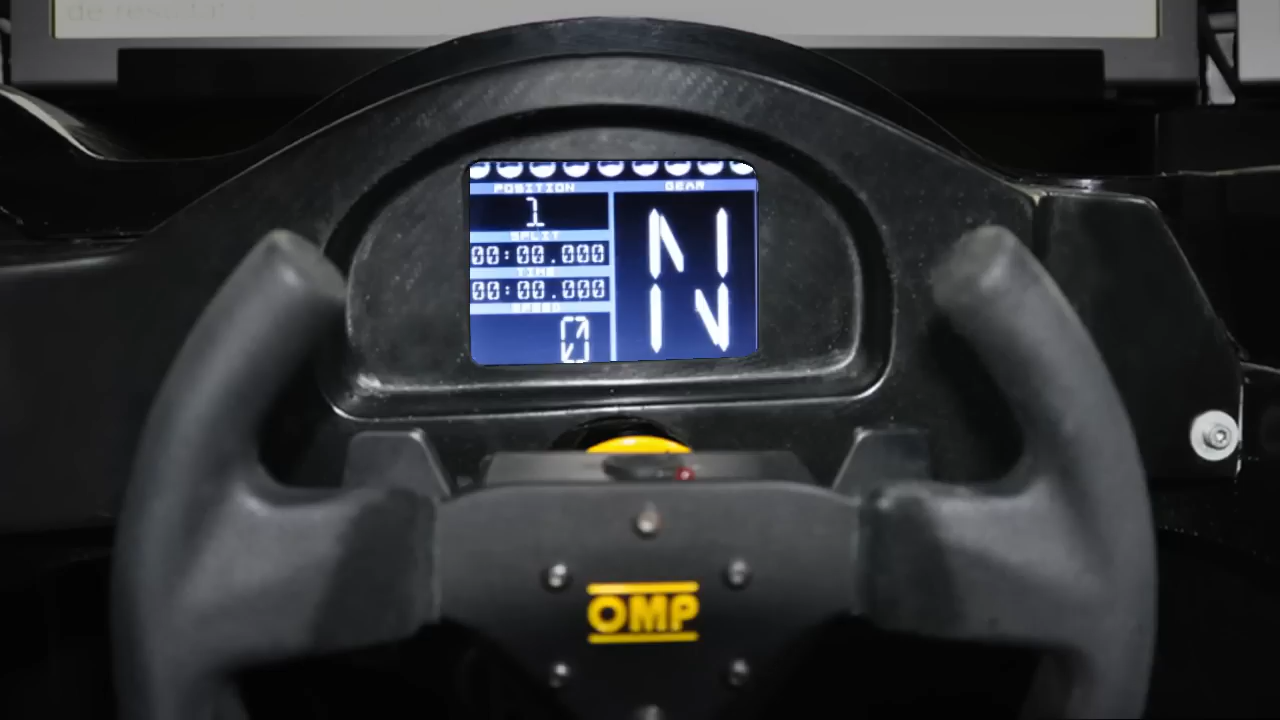 POSITION
1
SPLIT
00:00.000
TIME
00:00.000
SPEED
0
GEAR
N
OMP